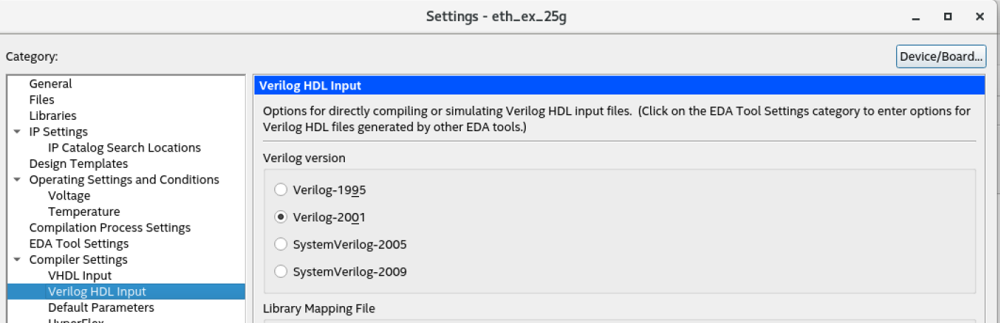 Settings - eth_ex_25g
Category:
Device/Board...
General
Files
Libraries
IP Settings
IP Catalog Search Locations
Design Templates
Operating Settings and Conditions
Voltage
Temperature
Compilation Process Settings
EDA Tool Settings
Compiler Settings
VHDL Input
Verilog HDL Input
Default Parameters
HyperFlex
Verilog HDL Input
Options for directly compiling or simulating Verilog HDL input files.  (Click on the EDA Tool Settings category to enter options for
Verilog HDL files generated by other EDA tools.)
Verilog version
Verilog-1995
Verilog-2001
SystemVerilog-2005
SystemVerilog-2009
Library Mapping File